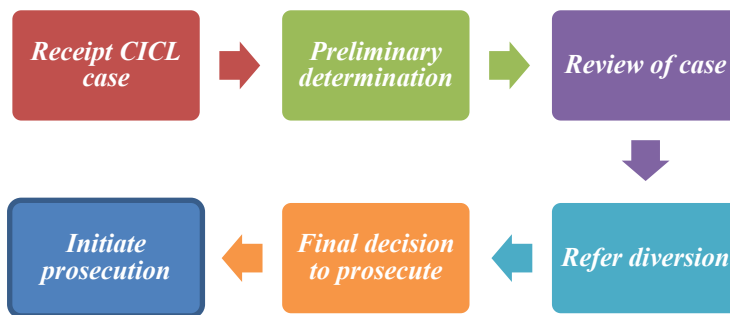 Receipt CICL
case
Preliminary
determination
Review of case
Refer diversion
Final decision
to prosecute
Initiate
prosecution